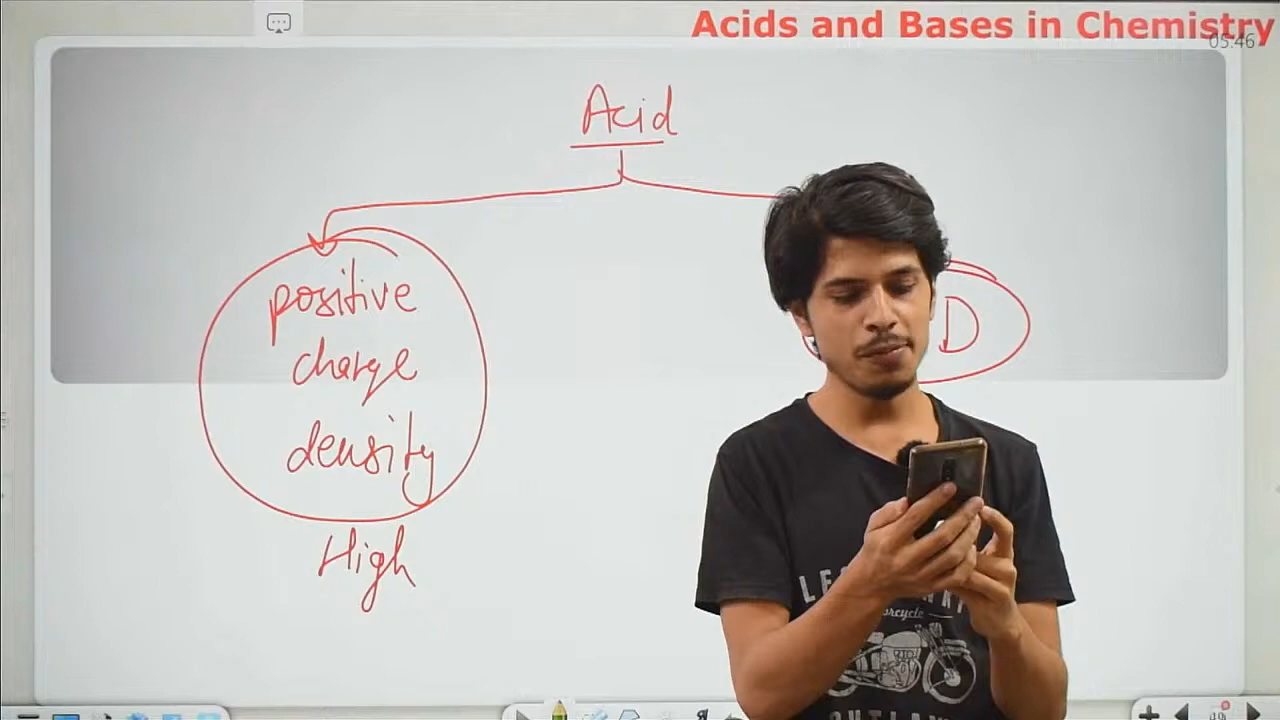 Acids and Bases in Chemistry
05:46
Acid
positive
charge
density
High
D